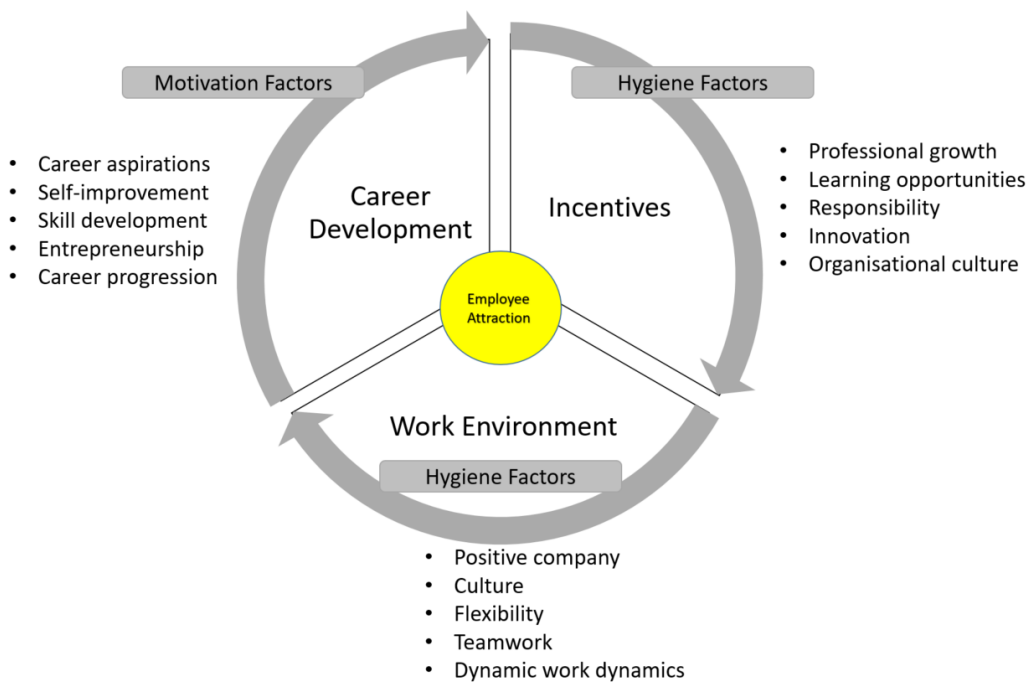 Motivation Factors
• Career aspirations
• Self-improvement
• Skill development
• Entrepreneurship
• Career progression
Career
Development
Hygiene Factors
Incentives
• Professional growth
• Learning opportunities
• Responsibility
• Innovation
• Organisational culture
Employee
Attraction
Work Environment
Hygiene Factors
• Positive company
• Culture
• Flexibility
• Teamwork
• Dynamic work dynamics